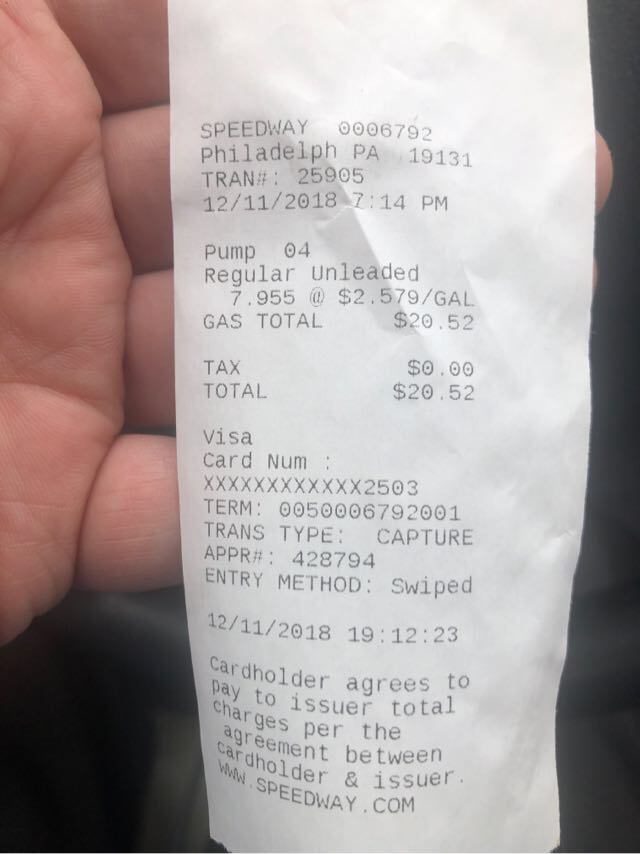 SPEEDWAY 0006792
Philadelph PA 19131
TRAN#: 25905
12/11/2018 7:14 PM
Pump 04
Regular Unleaded
7.955 @ $2.579/GAL
GAS TOTAL $20.52
TAX $0.00
TOTAL $20.52
Visa
Card Num :
XXXXXXXXXXXX2503
TERM: 0050006792001
TRANS TYPE: CAPTURE
APPR#: 428794
ENTRY METHOD: Swiped
12/11/2018 19:12:23
Cardholder agrees to
pay to issuer total
charges per the
agreement between
cardholder & issuer.
WWW.SPEEDWAY.COM